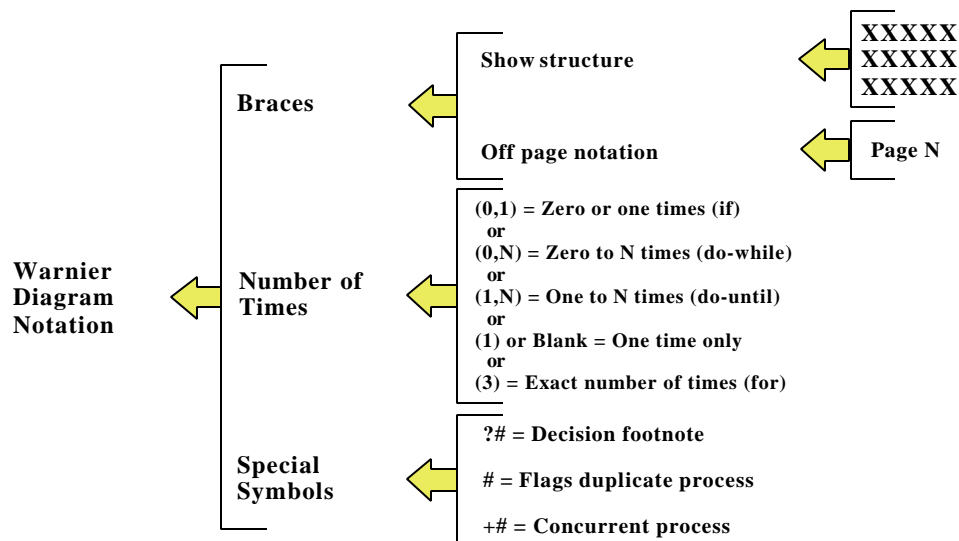 Warnier
Diagram
Notation
Braces
Show structure
XXXXX
XXXXX
XXXXX
Off page notation
Page N
Number of
Times
(0,1) = Zero or one times (if)
or
(0,N) = Zero to N times (do-while)
or
(1,N) = One to N times (do-until)
or
(1) or Blank = One time only
or
(3) = Exact number of times (for)
Special
Symbols
?# = Decision footnote
# = Flags duplicate process
+# = Concurrent process